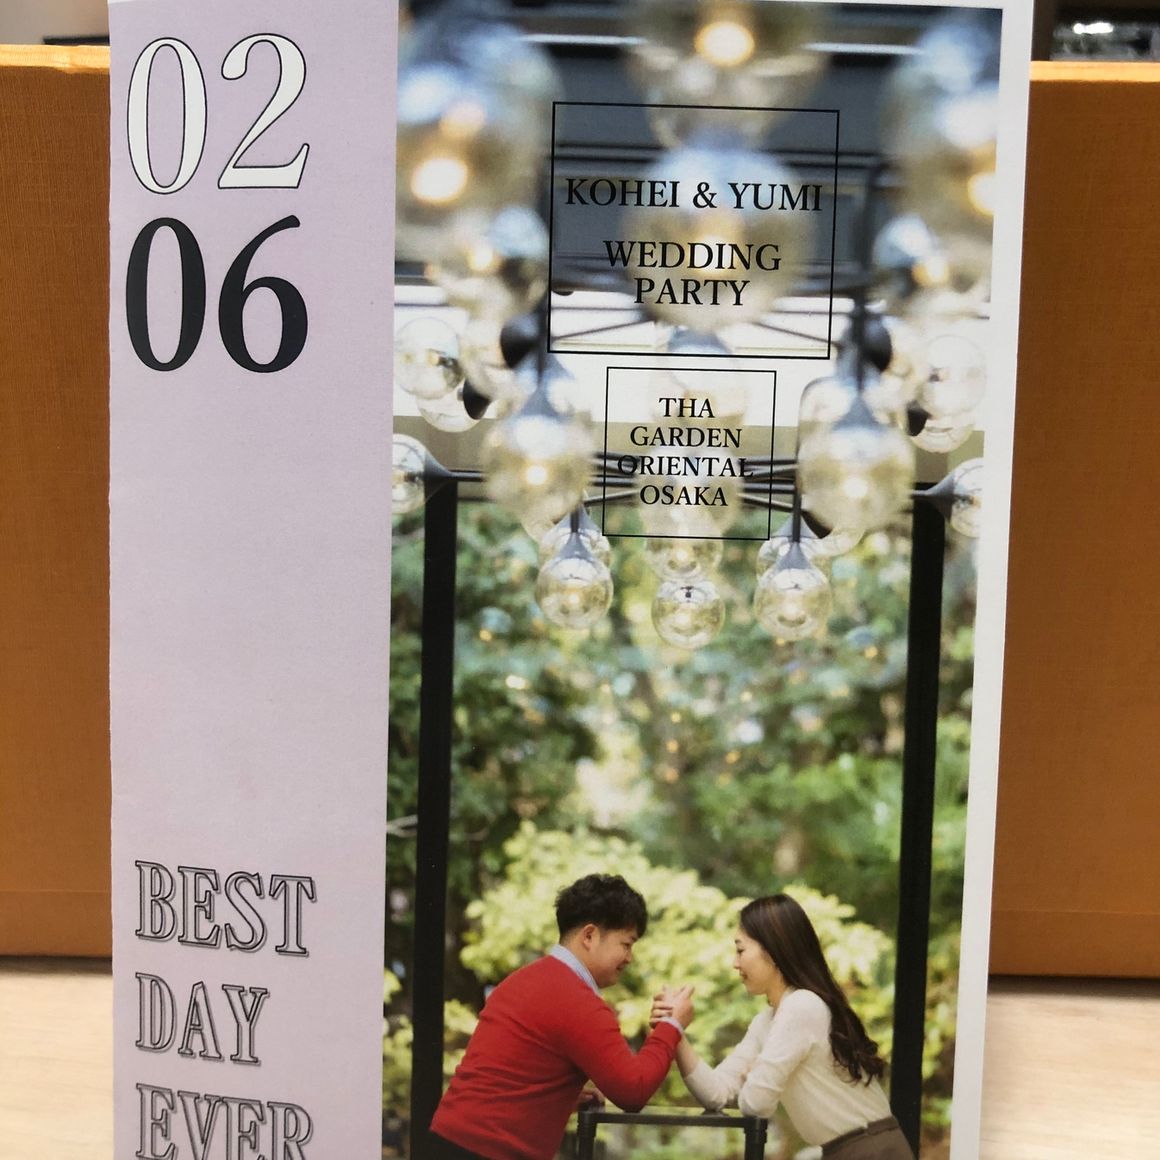 02
06
BEST
DAY
EVER
KOHEI & YUMI
WEDDING
PARTY
THA
GARDEN
ORIENTAL
OSAKA